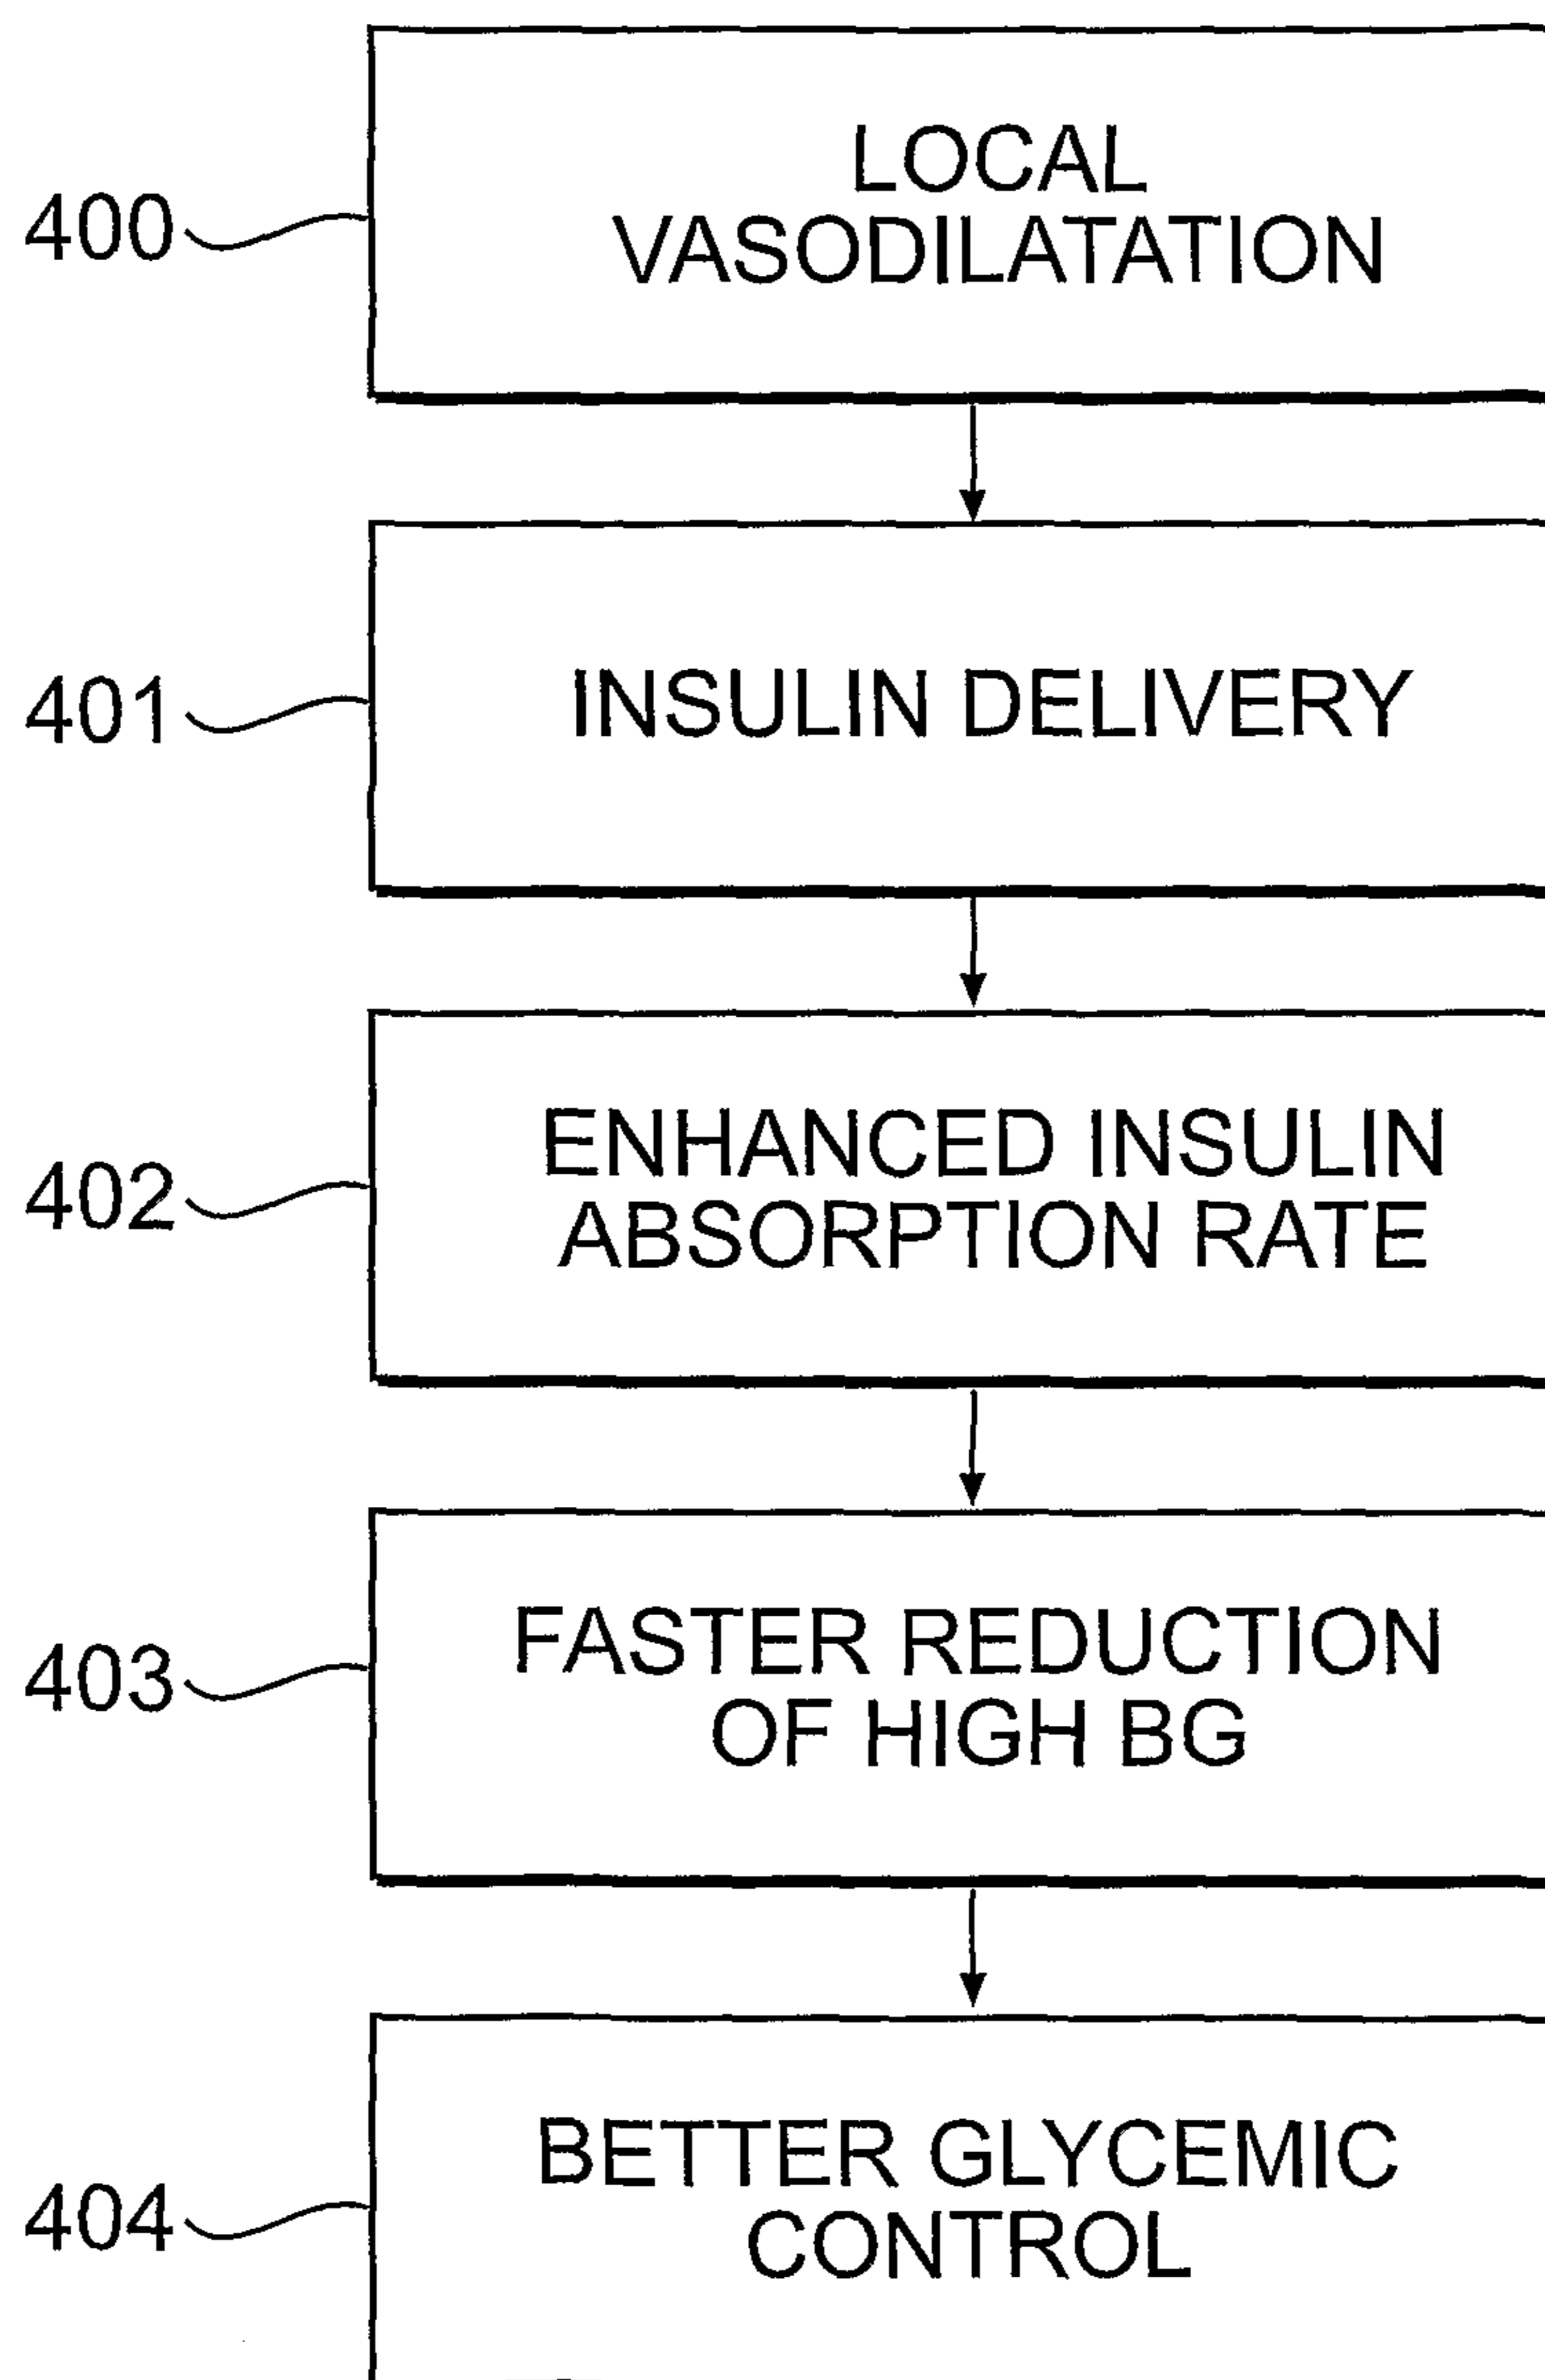 400
LOCAL
VASODILATATION
401
INSULIN DELIVERY
402
ENHANCED INSULIN
ABSORPTION RATE
403
FASTER REDUCTION
OF HIGH BG
404
BETTER GLYCEMIC
CONTROL